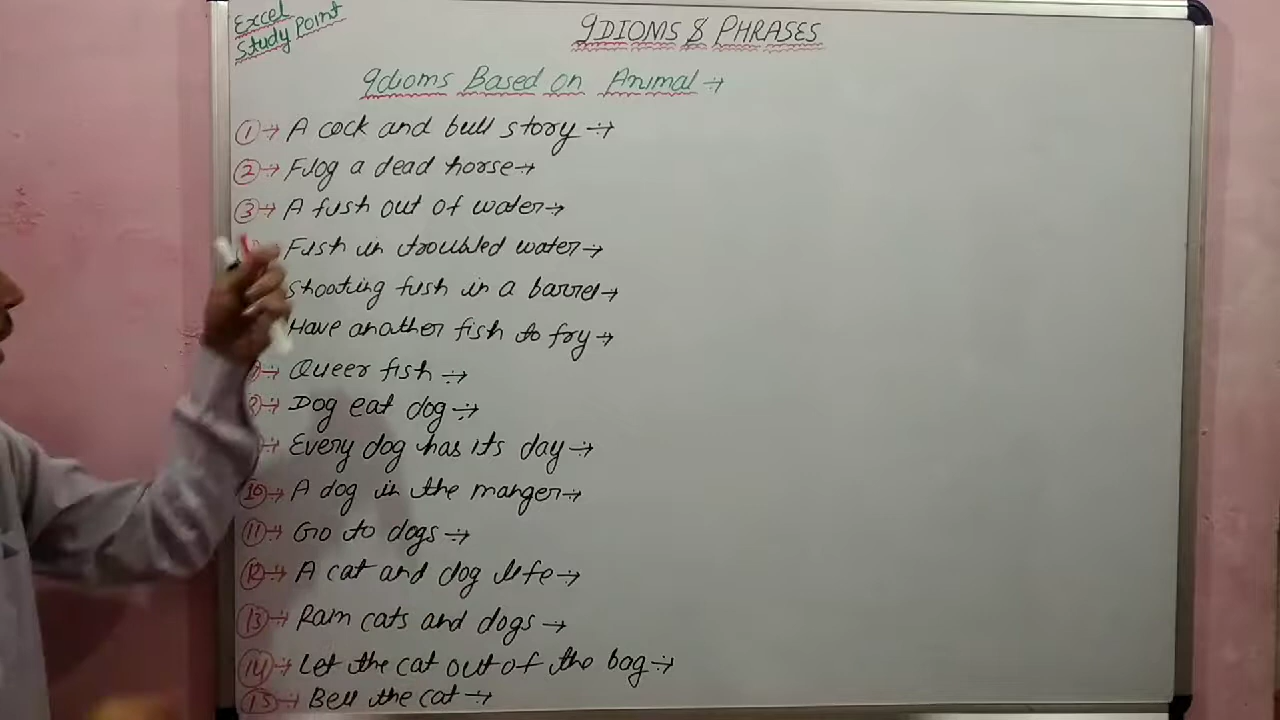 Excel
Study Point
Idioms & Phrases
Idioms Based on Animal →
① → A cock and bull story →
② → Flog a dead horse →
③ → A fish out of water →
Fish in troubled water →
Shooting fish in a barrel →
Have another fish to fry →
Queer fish →
Dog eat dog →
Every dog has its day →
⑩ → A dog in the manger →
⑪ → Go to dogs →
⑫ → A cat and dog life →
⑬ → Rain cats and dogs →
⑭ → Let the cat out of the bag →
⑮ → Bell the cat →